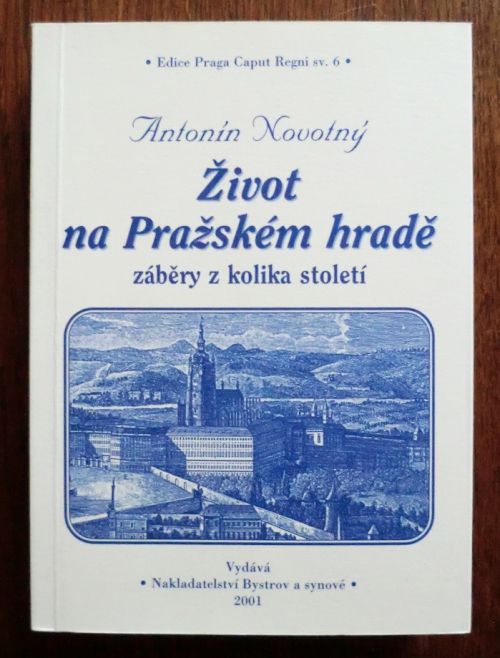 • Edice Praga Caput Regni sv. 6 •
Antonín Novotný
Život
na Pražském hradě
záběry z kolika století
Vydává
• Nakladatelství Bystrov a synové •
2001